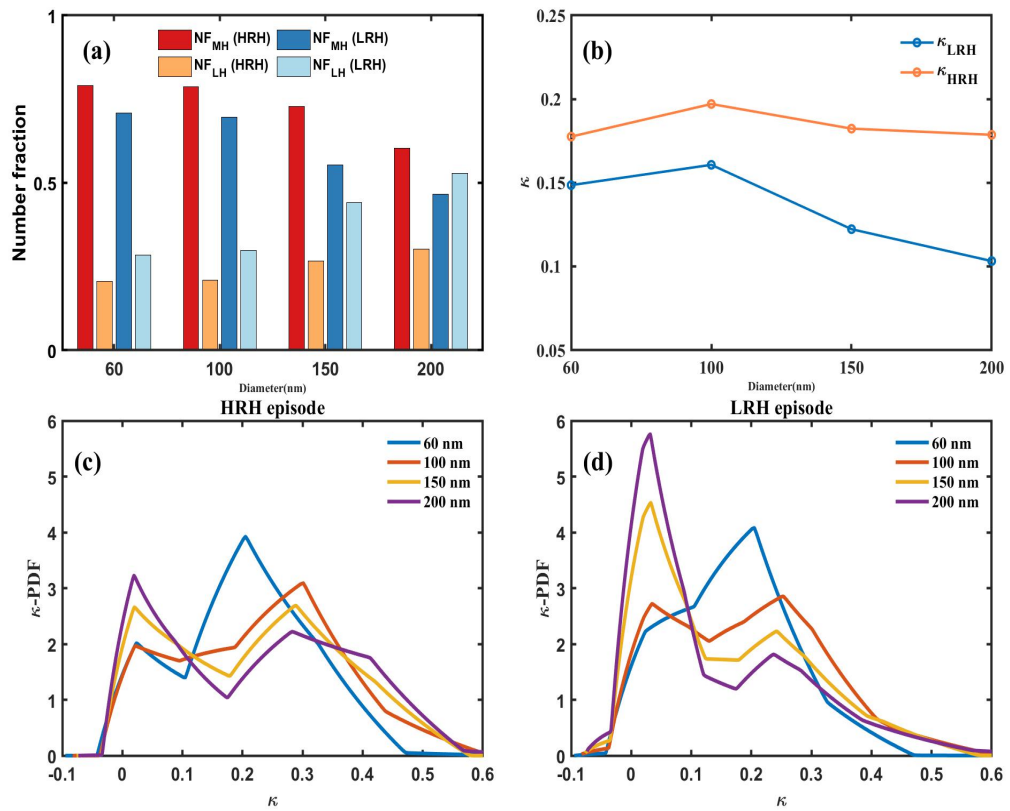 (a)
NF_MH (HRH)
NF_MH (LRH)
NF_LH (HRH)
NF_LH (LRH)
Number fraction
1
0.5
0
60
100
150
200
Diameter(nm)
(b)
κ_LRH
κ_HRH
κ
0.25
0.2
0.15
0.1
0.05
60
100
150
200
Diameter(nm)
HRH episode
(c)
60 nm
100 nm
150 nm
200 nm
κ-PDF
6
5
4
3
2
1
0
-0.1
0
0.1
0.2
0.3
0.4
0.5
0.6
κ
LRH episode
(d)
60 nm
100 nm
150 nm
200 nm
κ-PDF
6
5
4
3
2
1
0
-0.1
0
0.1
0.2
0.3
0.4
0.5
0.6
κ